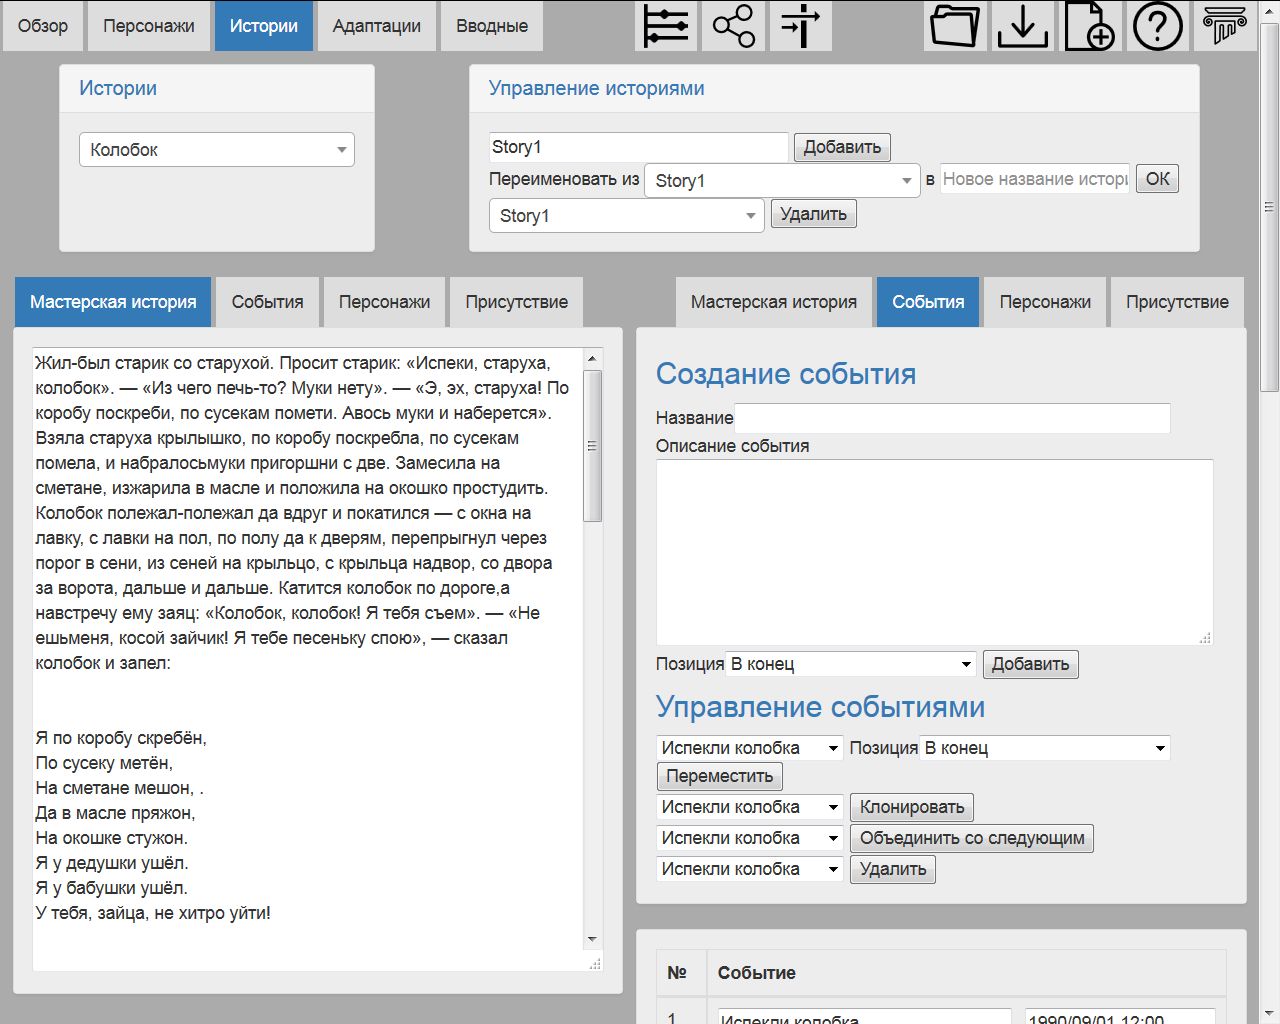 Обзор Персонажи Истории Адаптации Вводные
Истории
Колобок
Управление историями
Story1 Добавить
Переименовать из Story1 в Новое название истори ОК
Story1 Удалить
Мастерская история События Персонажи Присутствие
Жил-был старик со старухой. Просит старик: «Испеки, старуха,
колобок». — «Из чего печь-то? Муки нету». — «Э, эх, старуха! По
коробу поскреби, по сусекам помети. Авось муки и наберется».
Взяла старуха крылышко, по коробу поскребла, по сусекам
помела, и набралосьмуки пригоршни с две. Замесила на
сметане, изжарила в масле и положила на окошко простудить.
Колобок полежал-полежал да вдруг и покатился — с окна на
лавку, с лавки на пол, по полу да к дверям, перепрыгнул через
порог в сени, из сеней на крыльцо, с крыльца надвор, со двора
за ворота, дальше и дальше. Катится колобок по дороге,а
навстречу ему заяц: «Колобок, колобок! Я тебя съем». — «Не
ешьменя, косой зайчик! Я тебе песеньку спою», — сказал
колобок и запел:
Я по коробу скребён,
По сусеку метён,
На сметане мешон, .
Да в масле пряжон,
На окошке стужон.
Я у дедушки ушёл.
Я у бабушки ушёл.
У тебя, зайца, не хитро уйти!
Мастерская история События Персонажи Присутствие
Создание события
Название
Описание события
Позиция В конец Добавить
Управление событиями
Испекли колобка Позиция В конец
Переместить
Испекли колобка Клонировать
Испекли колобка Объединить со следующим
Испекли колобка Удалить
№ Событие
1 Испекли колобка 1990/09/01 12:00